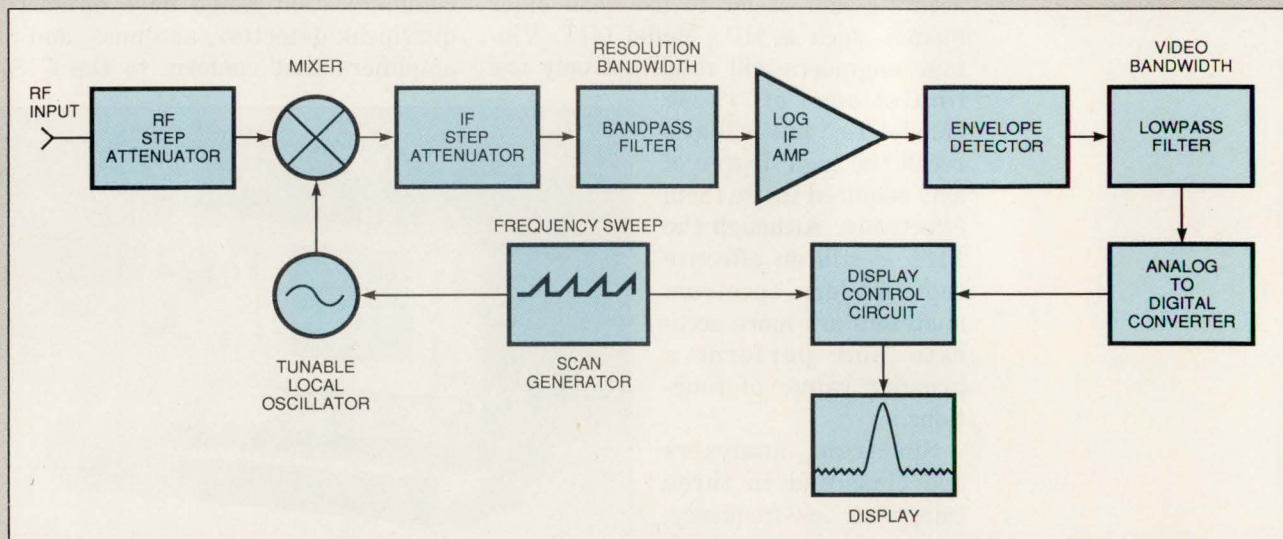 RF
INPUT
RF
STEP
ATTENUATOR
MIXER
IF
STEP
ATTENUATOR
RESOLUTION
BANDWIDTH
BANDPASS
FILTER
LOG
IF
AMP
ENVELOPE
DETECTOR
VIDEO
BANDWIDTH
LOWPASS
FILTER
TUNABLE
LOCAL
OSCILLATOR
FREQUENCY SWEEP
SCAN
GENERATOR
DISPLAY
CONTROL
CIRCUIT
ANALOG
TO
DIGITAL
CONVERTER
DISPLAY